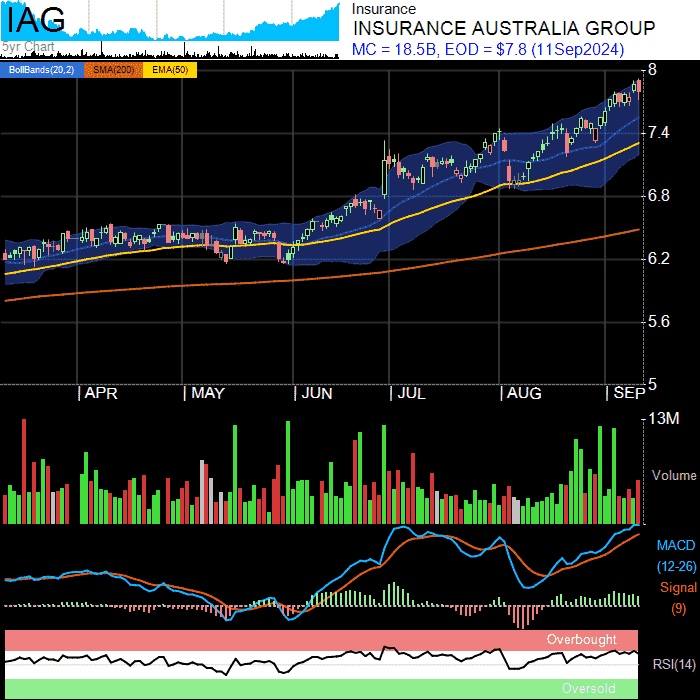 IAG
5yr Chart
Insurance
INSURANCE AUSTRALIA GROUP
MC = 18.5B, EOD = $7.8 (11Sep2024)
BollBands(20,2) SMA(200) EMA(50)
8
7.4
6.8
6.2
5.6
5
APR MAY JUN JUL AUG SEP
13M
Volume
MACD
(12-26)
Signal
(9)
Overbought
RSI(14)
Oversold